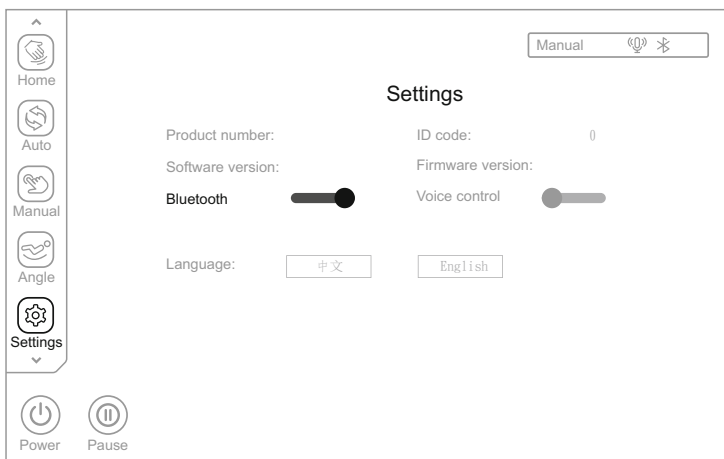 Manual
Home
Settings
Auto
Product number:
ID code:
0
Software version:
Firmware version:
Manual
Bluetooth
Voice control
Angle
Language:
中文
English
Settings
Power
Pause